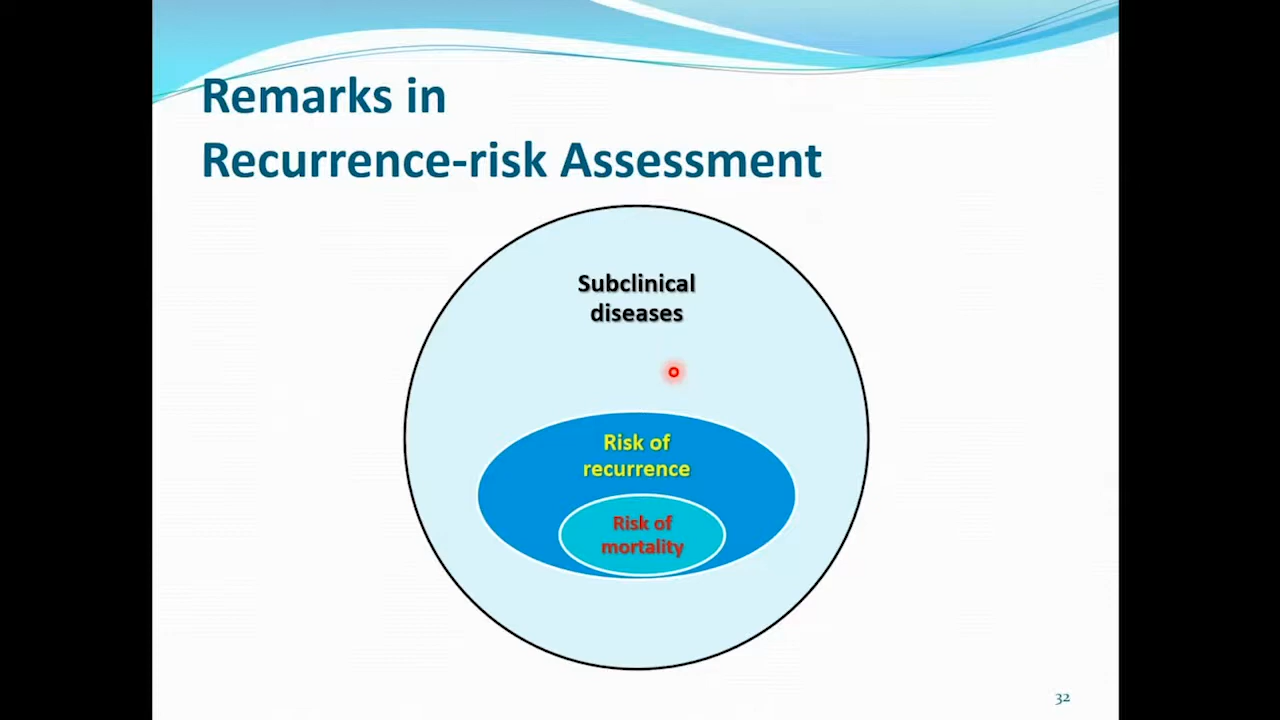 Remarks in
Recurrence-risk Assessment
Subclinical
diseases
Risk of
recurrence
Risk of
mortality
32